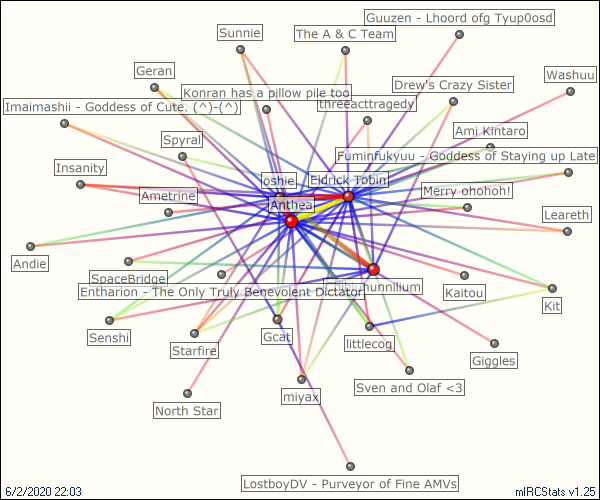 Guuzen - Lhoord ofg Tyup0osd
Sunnie
The A & C Team
Geran
Washuu
Drew's Crazy Sister
Konran has a pillow pile too
Imaimashii - Goddess of Cute. (^)-(^)
threeacttragedy
Ami Kintaro
Spyral
Fuminfukyuu - Goddess of Staying up Late
Insanity
oshie
Eldrick Tobin
Ametrine
Merry ohohoh!
Anthea
Leareth
Andie
SpaceBridge
Entharion - The Only Truly Benevolent Dictator
Kaitou
Kit
Senshi
Gcat
littlecog
Starfire
Giggles
Sven and Olaf <3
miyax
North Star
LostboyDV - Purveyor of Fine AMVs
6/2/2020 22:03
mIRCStats v1.25